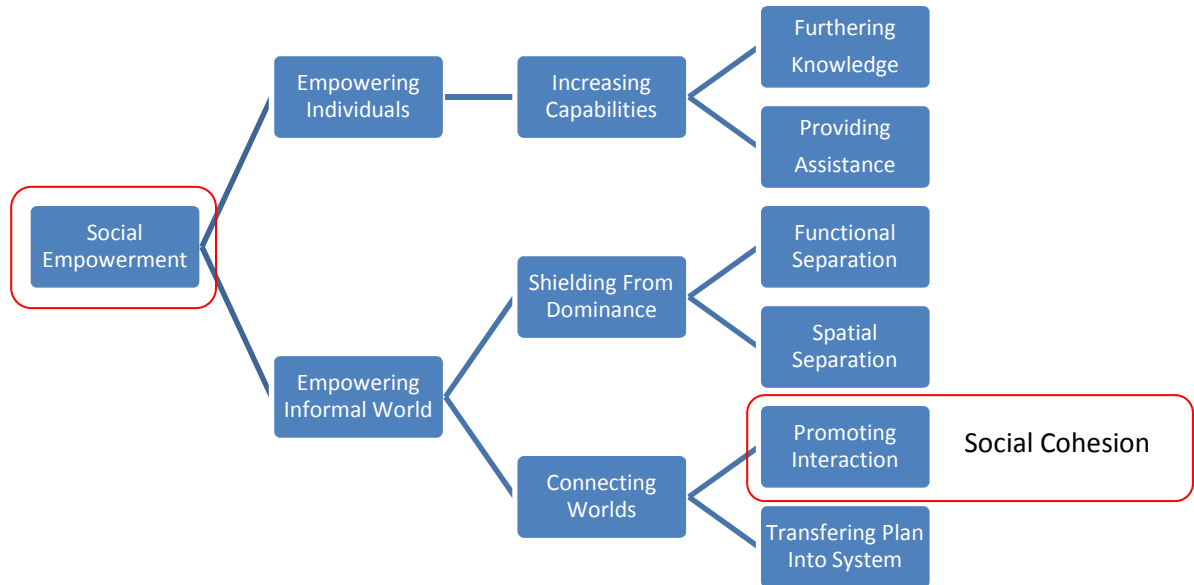 Furthering
Knowledge
Empowering
Individuals
Increasing
Capabilities
Providing
Assistance
Social
Empowerment
Functional
Separation
Shielding From
Dominance
Spatial
Separation
Empowering
Informal World
Promoting
Interaction
Social Cohesion
Connecting
Worlds
Transfering Plan
Into System